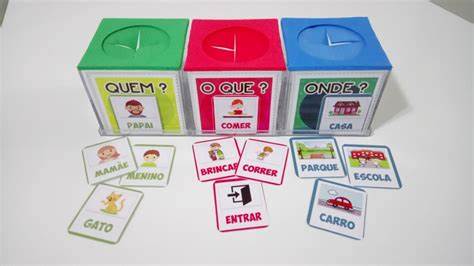 QUEM?
O QUE?
ONDE?
PAPAI
COMER
CASA
MAMÃE
MENINO
BRINCAR
CORRER
PARQUE
ESCOLA
GATO
ENTRAR
CARRO